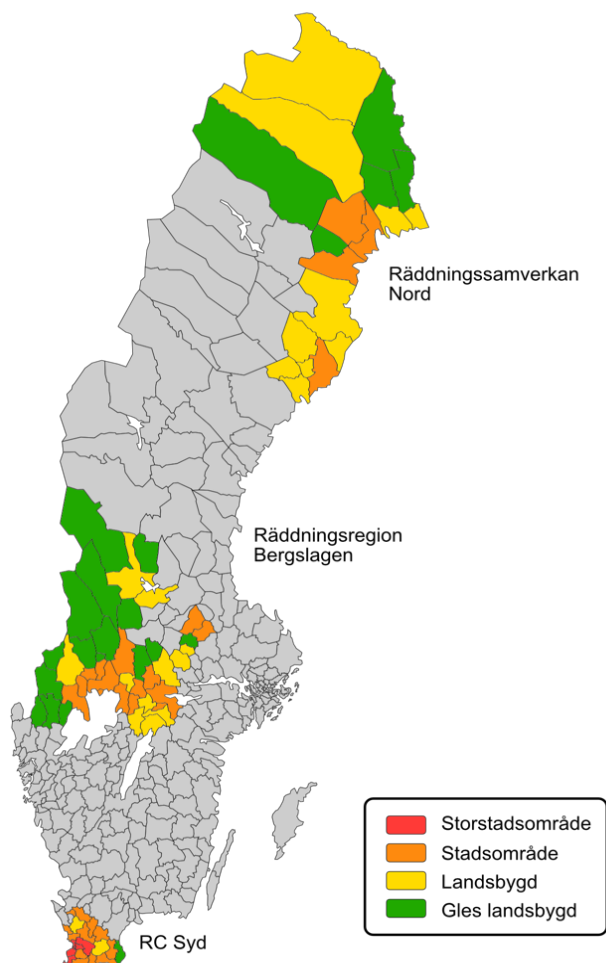 Räddningssamverkan
Nord
Räddningsregion
Bergslagen
RC Syd
Storstadsområde
Stadsområde
Landsbygd
Gles landsbygd